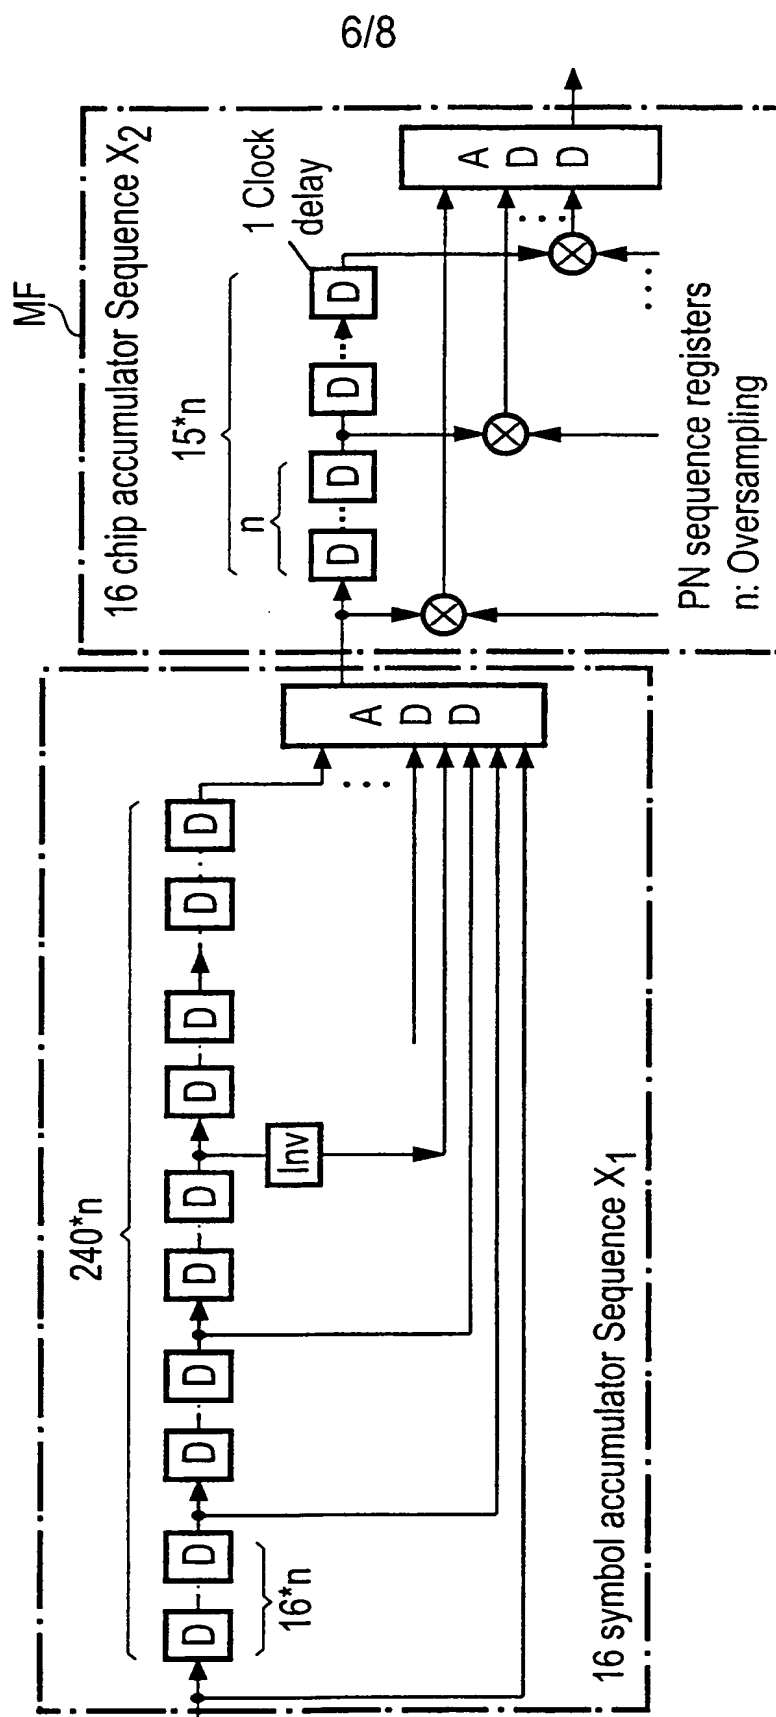 6/8
MF
16 chip accumulator Sequence X2
1 Clock
delay
15*n
n
D D D D
A D D
PN sequence registers
n: Oversampling
240*n
D D D D D D D D D D
16*n
Inv
A D D
16 symbol accumulator Sequence X1